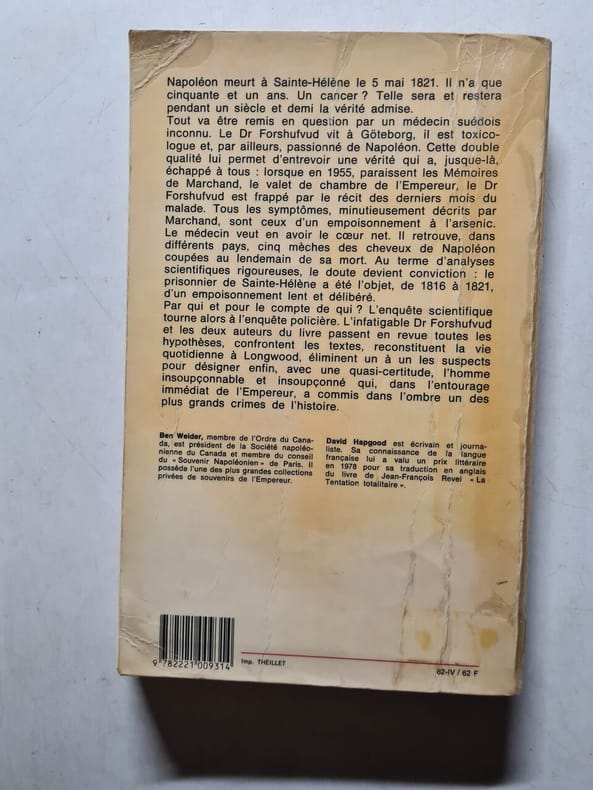 Napoléon meurt à Sainte-Hélène le 5 mai 1821. Il n'a que
cinquante et un ans. Un cancer ? Telle sera et restera
pendant un siècle et demi la vérité admise.
Tout va être remis en question par un médecin suédois
inconnu. Le Dr Forshufvud vit à Göteborg, il est toxico-
logue et, par ailleurs, passionné de Napoléon. Cette double
qualité lui permet d'entrevoir une vérité qui a, jusque-là,
échappé à tous : lorsque en 1955, paraissent les Mémoires
de Marchand, le valet de chambre de l'Empereur, le Dr
Forshufvud est frappé par le récit des derniers mois du
malade. Tous les symptômes, minutieusement décrits par
Marchand, sont ceux d'un empoisonnement à l'arsenic.
Le médecin veut en avoir le cœur net. Il retrouve, dans
différents pays, cinq mèches des cheveux de Napoléon
coupées au lendemain de sa mort. Au terme d'analyses
scientifiques rigoureuses, le doute devient conviction : le
prisonnier de Sainte-Hélène a été l'objet, de 1816 à 1821,
d'un empoisonnement lent et délibéré.
Par qui et pour le compte de qui ? L'enquête scientifique
tourne alors à l'enquête policière. L'infatigable Dr Forshufvud
et les deux auteurs du livre passent en revue toutes les
hypothèses, confrontent les textes, reconstituent la vie
quotidienne à Longwood, éliminent un à un les suspects
pour désigner enfin, avec une quasi-certitude, l'homme
insoupçonnable et insoupçonné qui, dans l'entourage
immédiat de l'Empereur, a commis dans l'ombre un des
plus grands crimes de l'histoire.
Ben Weider, membre de l'Ordre du Cana-
da, est président de la Société napoléo-
nienne du Canada et membre du conseil
du « Souvenir Napoléonien » de Paris. Il
possède l'une des plus grandes collections
privées de souvenirs de l'Empereur.
David Hapgood est écrivain et journa-
liste. Sa connaissance de la langue
française lui a valu un prix littéraire
en 1978 pour sa traduction en anglais
du livre de Jean-François Revel « La
Tentation totalitaire ».
9 782221 009314
Imp. THEILLET
82-IV / 62 F